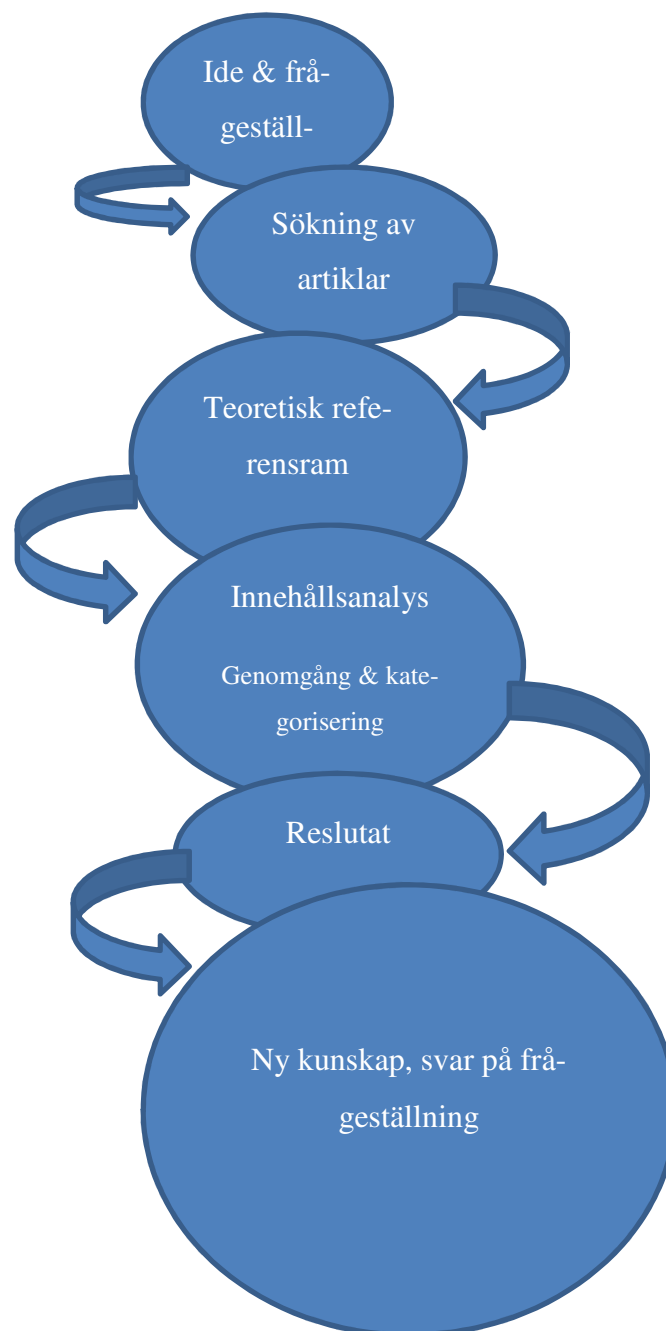 Ide & frå-
geställ-
Sökning av
artiklar
Teoretisk refe-
rensram
Innehållsanalys
Genomgång & kate-
gorisering
Reslutat
Ny kunskap, svar på frå-
geställning